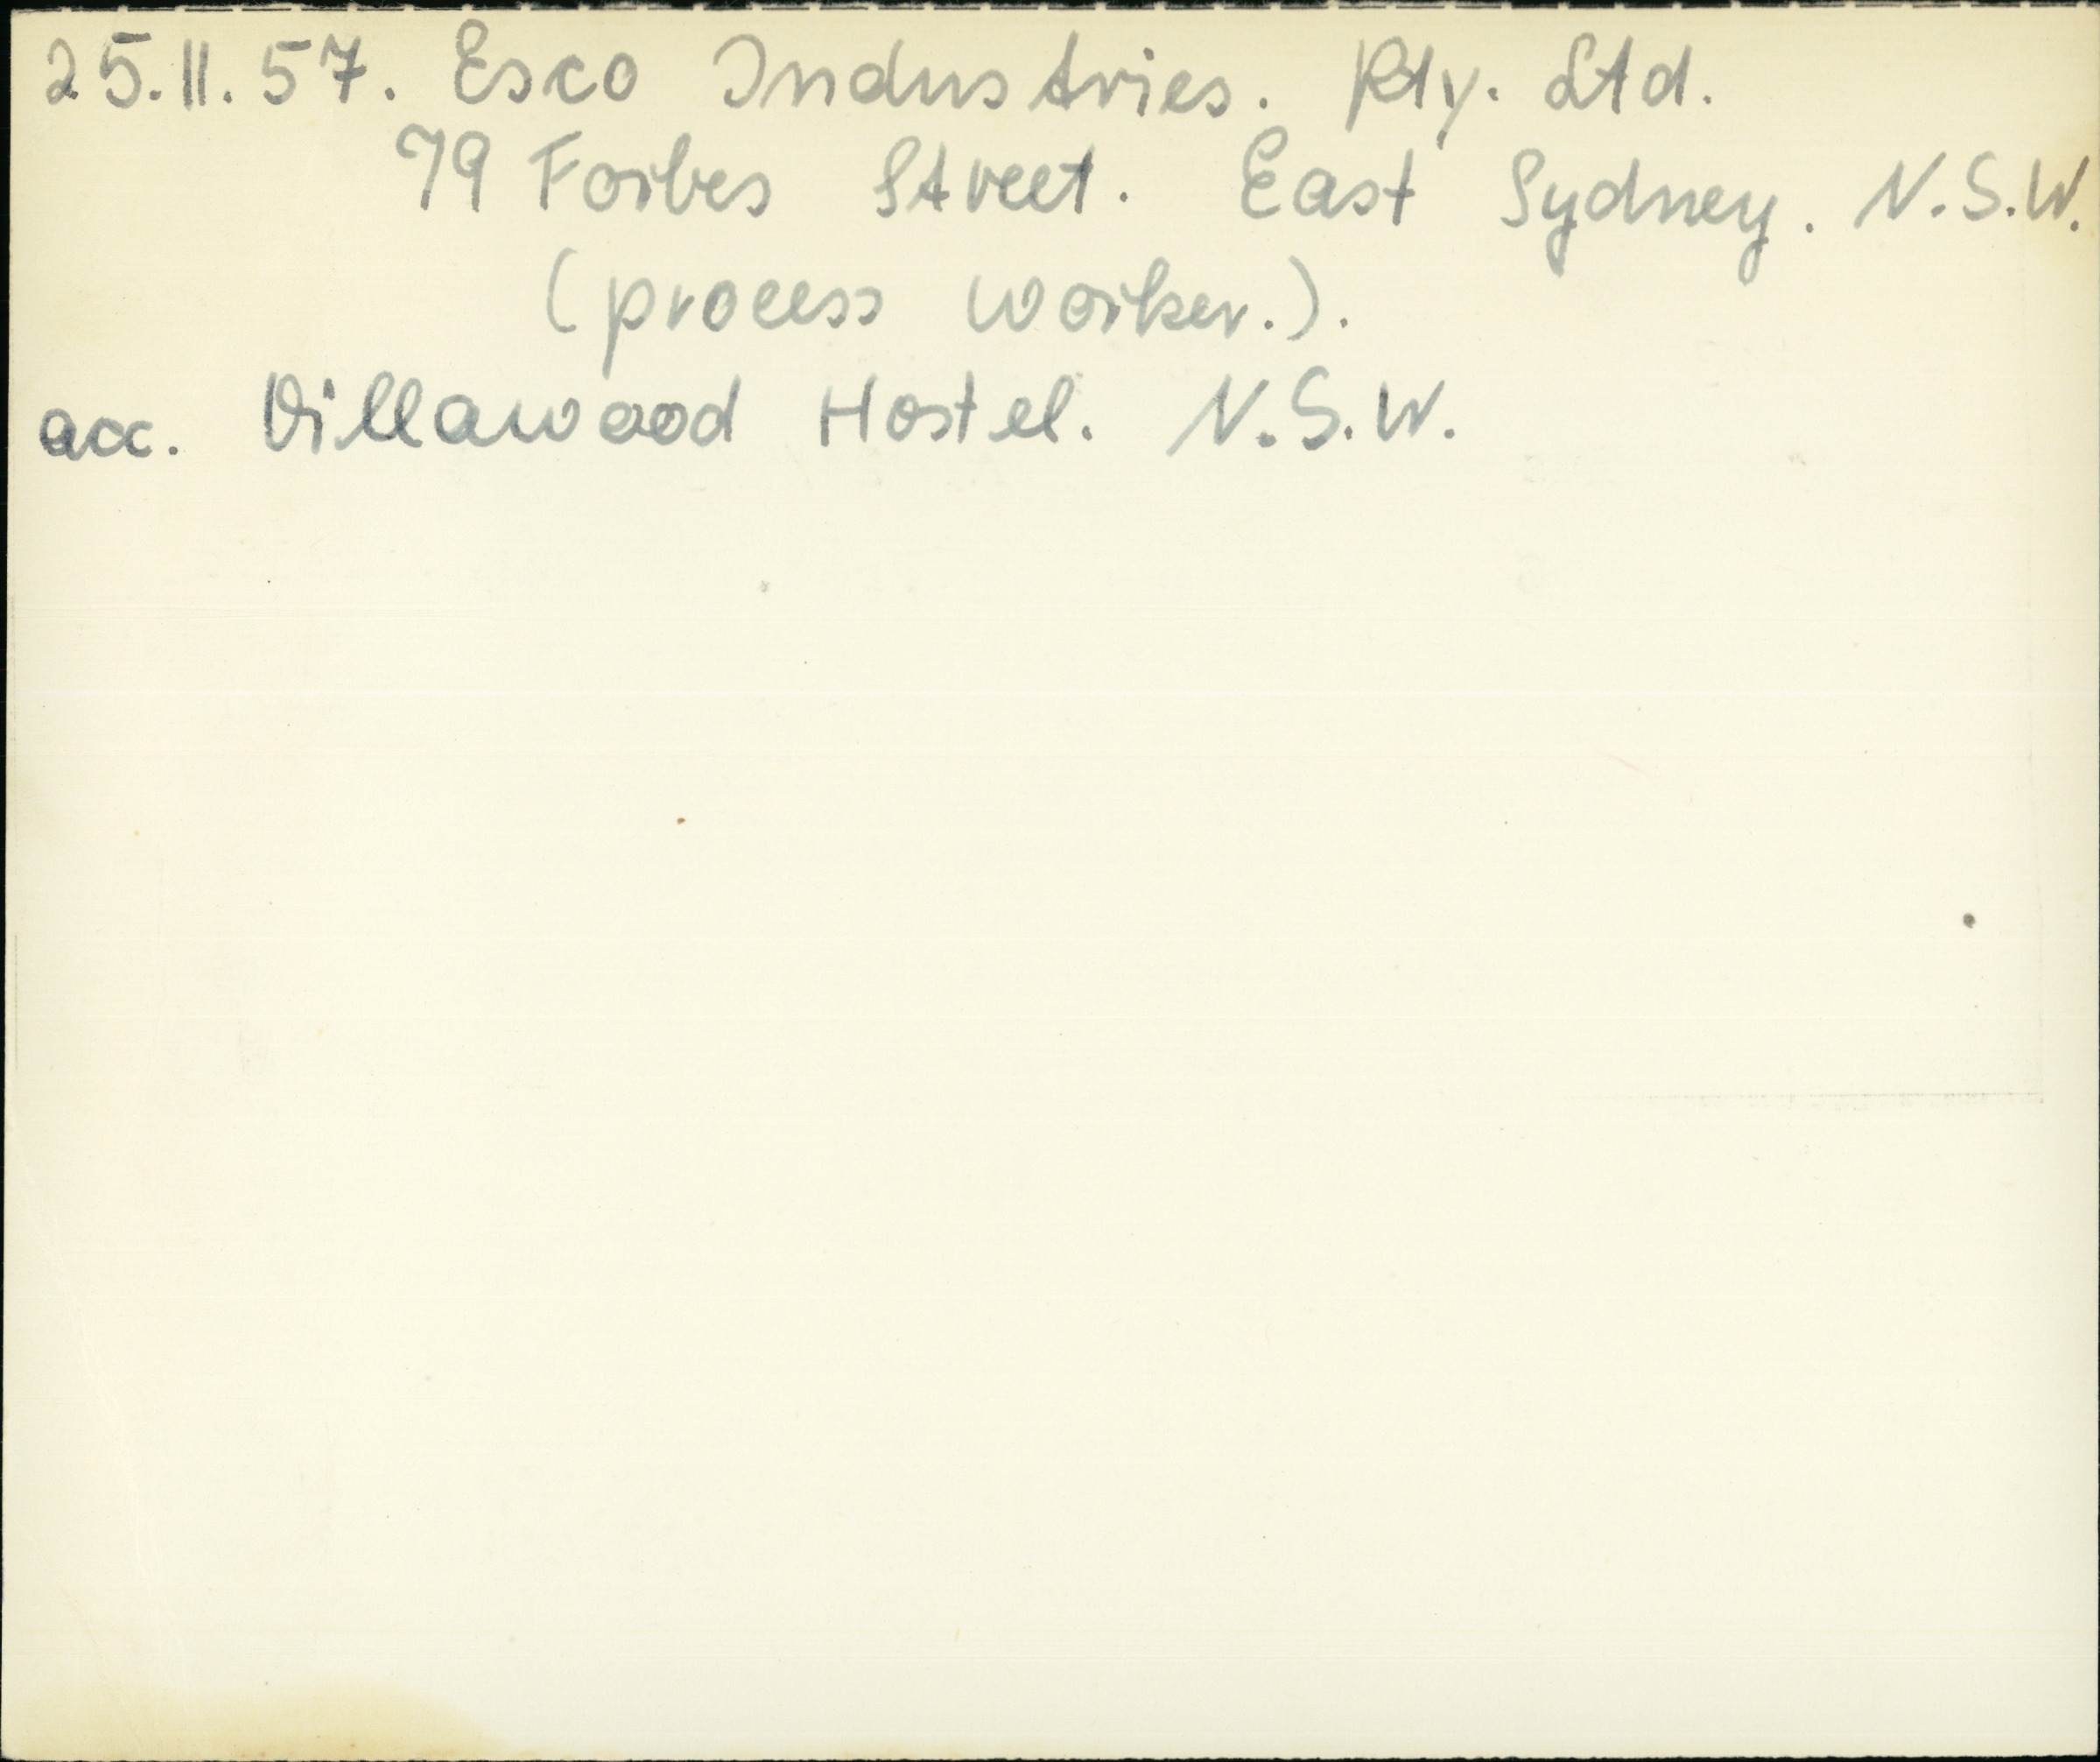 25.11.57. Esco Industries. Pty. Ltd.
79 Forbes Street. East Sydney. N.S.W.
(process worker.).
acc. Villawood Hostel. N.S.W.